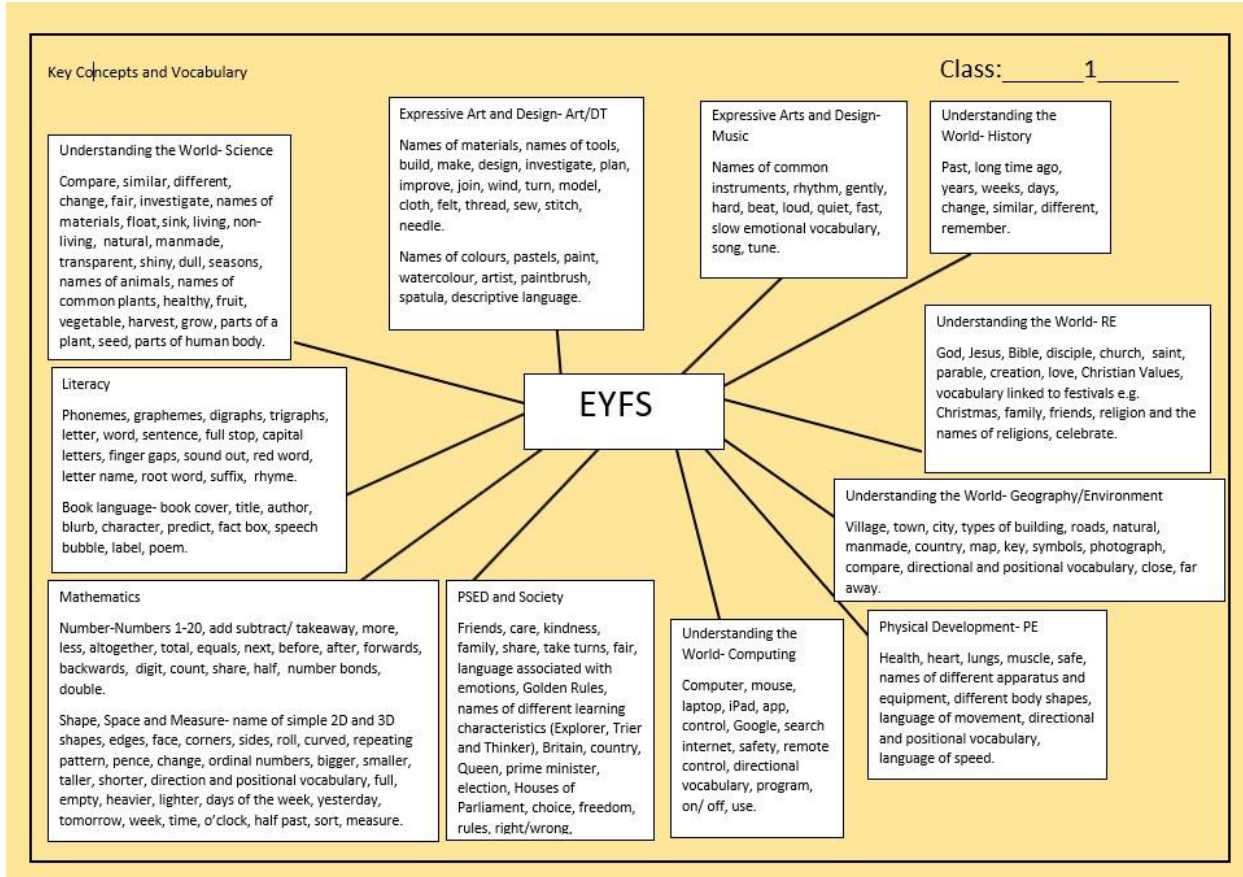 Key Concepts and Vocabulary
Class:______1______
Understanding the World- Science
Compare, similar, different,
change, fair, investigate, names of
materials, float, sink, living, non-
living, natural, manmade,
transparent, shiny, dull, seasons,
names of animals, names of
common plants, healthy, fruit,
vegetable, harvest, grow, parts of a
plant, seed, parts of human body.
Expressive Art and Design- Art/DT
Names of materials, names of tools,
build, make, design, investigate, plan,
improve, join, wind, turn, model,
cloth, felt, thread, sew, stitch,
needle.
Names of colours, pastels, paint,
watercolour, artist, paintbrush,
spatula, descriptive language.
Expressive Arts and Design-
Music
Names of common
instruments, rhythm, gently,
hard, beat, loud, quiet, fast,
slow emotional vocabulary,
song, tune.
Understanding the
World- History
Past, long time ago,
years, weeks, days,
change, similar, different,
remember.
Understanding the World- RE
God, Jesus, Bible, disciple, church, saint,
parable, creation, love, Christian Values,
vocabulary linked to festivals e.g.
Christmas, family, friends, religion and the
names of religions, celebrate.
EYFS
Literacy
Phonemes, graphemes, digraphs, trigraphs,
letter, word, sentence, full stop, capital
letters, finger gaps, sound out, red word,
letter name, root word, suffix, rhyme.
Book language- book cover, title, author,
blurb, character, predict, fact box, speech
bubble, label, poem.
Understanding the World- Geography/Environment
Village, town, city, types of building, roads, natural,
manmade, country, map, key, symbols, photograph,
compare, directional and positional vocabulary, close, far
away.
Mathematics
Number-Numbers 1-20, add subtract/ takeaway, more,
less, altogether, total, equals, next, before, after, forwards,
backwards, digit, count, share, half, number bonds,
double.
Shape, Space and Measure- name of simple 2D and 3D
shapes, edges, face, corners, sides, roll, curved, repeating
pattern, pence, change, ordinal numbers, bigger, smaller,
taller, shorter, direction and positional vocabulary, full,
empty, heavier, lighter, days of the week, yesterday,
tomorrow, week, time, o'clock, half past, sort, measure.
PSED and Society
Friends, care, kindness,
family, share, take turns, fair,
language associated with
emotions, Golden Rules,
names of different learning
characteristics (Explorer, Trier
and Thinker), Britain, country,
Queen, prime minister,
election, Houses of
Parliament, choice, freedom,
rules, right/wrong,
Understanding the
World- Computing
Computer, mouse,
laptop, iPad, app,
control, Google, search
internet, safety, remote
control, directional
vocabulary, program,
on/ off, use.
Physical Development- PE
Health, heart, lungs, muscle, safe,
names of different apparatus and
equipment, different body shapes,
language of movement, directional
and positional vocabulary,
language of speed.